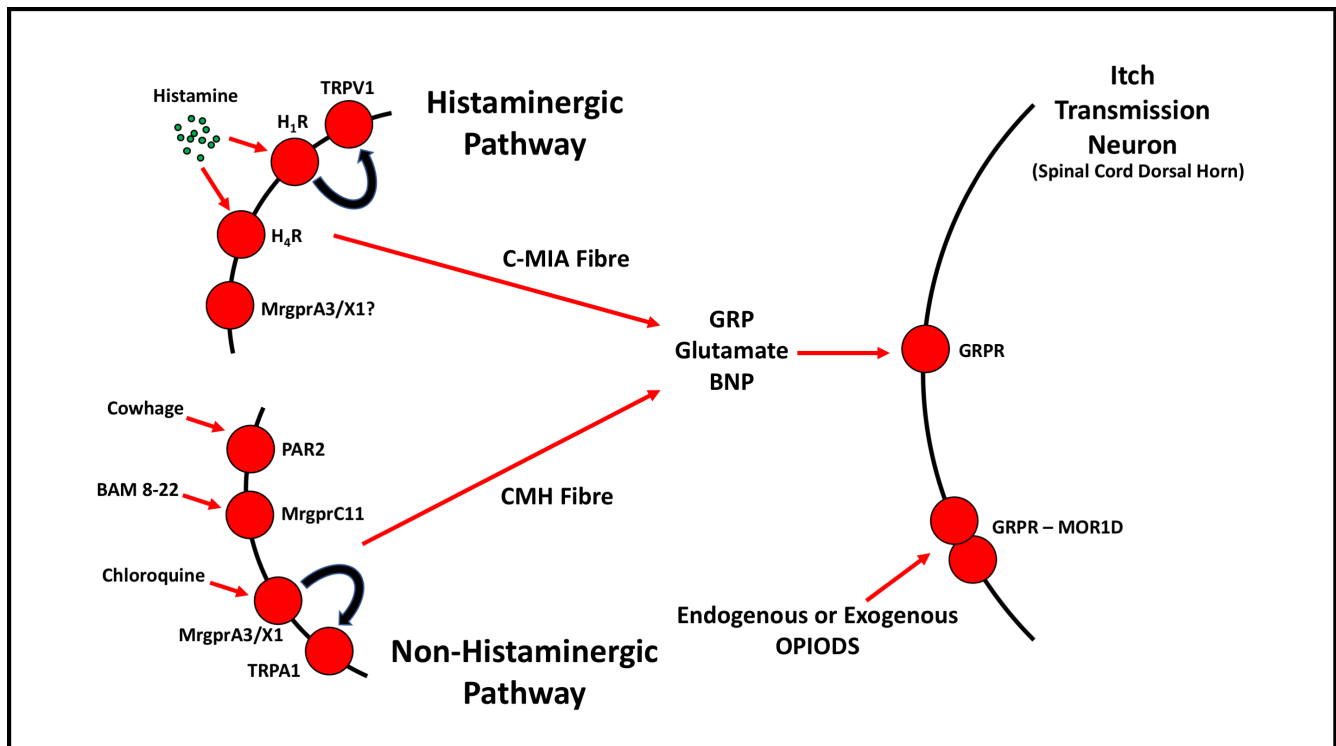 Histamine
TRPV1
H₁R
H₄R
MrgprA3/X1?
Histaminergic
Pathway
C-MIA Fibre
Cowhage
PAR2
BAM 8-22
MrgprC11
Chloroquine
MrgprA3/X1
TRPA1
Non-Histaminergic
Pathway
CMH Fibre
GRP
Glutamate
BNP
Itch
Transmission
Neuron
(Spinal Cord Dorsal Horn)
GRPR
GRPR – MOR1D
Endogenous or Exogenous
OPIODS